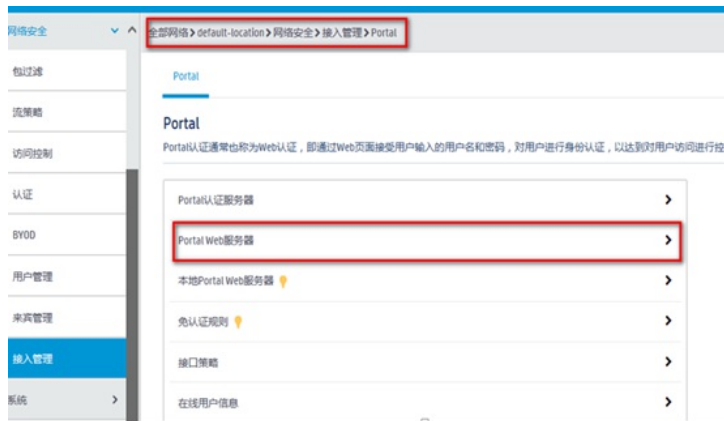 网络安全
全部网络 > default-location > 网络安全 > 接入管理 > Portal
包过滤
流策略
访问控制
认证
BYOD
用户管理
来宾管理
接入管理
系统
Portal
Portal
Portal认证通常也称为Web认证，即通过Web页面接受用户输入的用户名和密码，对用户进行身份认证，以达到对用户访问进行控
Portal认证服务器
Portal Web服务器
本地Portal Web服务器
免认证规则
接口策略
在线用户信息